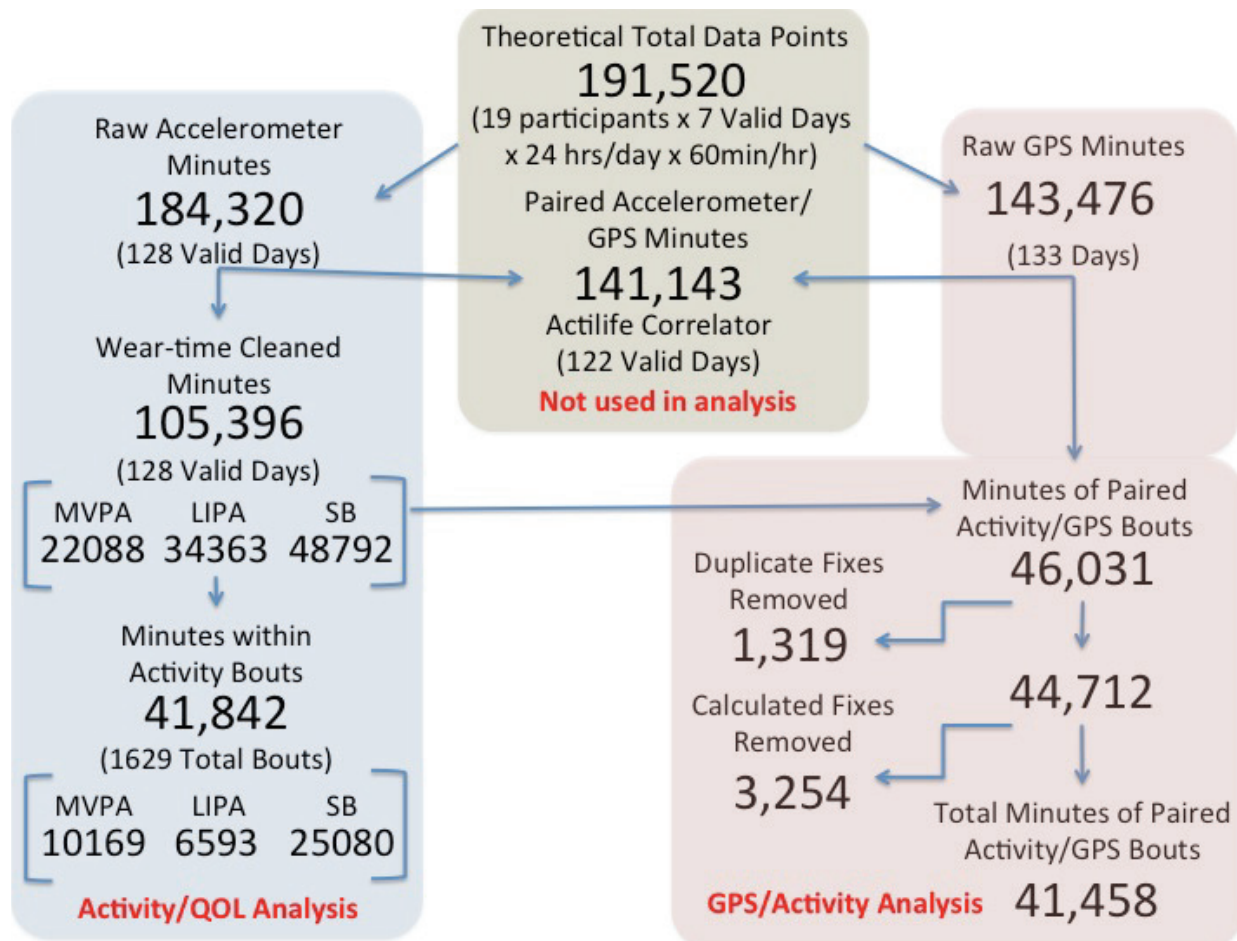 Theoretical Total Data Points
191,520
(19 participants x 7 Valid Days
x 24 hrs/day x 60min/hr)
Paired Accelerometer/
GPS Minutes
141,143
Actilife Correlator
(122 Valid Days)
Not used in analysis
Raw Accelerometer
Minutes
184,320
(128 Valid Days)
Wear-time Cleaned
Minutes
105,396
(128 Valid Days)
MVPA LIPA SB
22088 34363 48792
Minutes within
Activity Bouts
41,842
(1629 Total Bouts)
MVPA LIPA SB
10169 6593 25080
Activity/QOL Analysis
Raw GPS Minutes
143,476
(133 Days)
Minutes of Paired
Activity/GPS Bouts
46,031
Duplicate Fixes
Removed
1,319
44,712
Calculated Fixes
Removed
3,254
Total Minutes of Paired
Activity/GPS Bouts
41,458
GPS/Activity Analysis